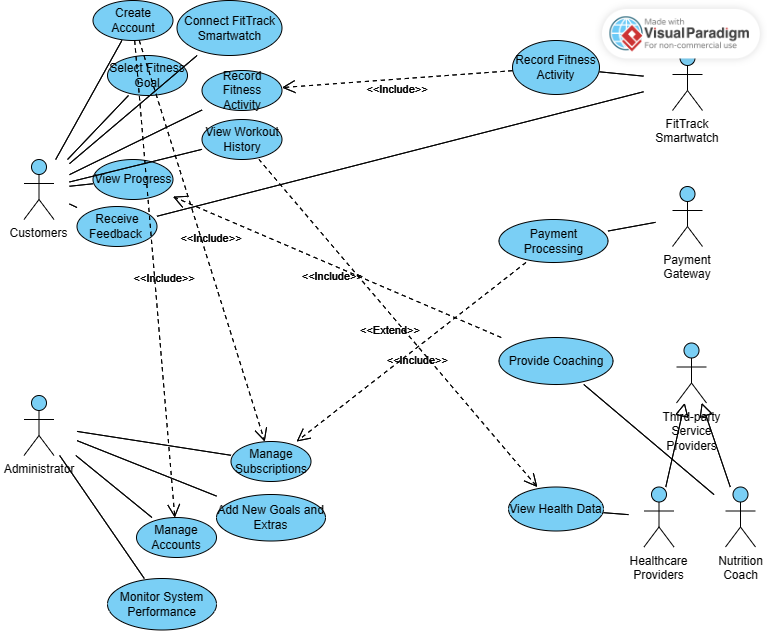 Create
Account
Connect FitTrack
Smartwatch
Made with
VisualParadigm
For non-commercial use
Select Fitness
Goal
Record
Fitness
Activity
Record Fitness
Activity
<<Include>>
FitTrack
Smartwatch
View Workout
History
View Progress
Customers
Receive
Feedback
<<Include>>
Payment
Processing
Payment
Gateway
<<Include>>
<<Include>>
<<Extend>>
<<Include>>
Provide Coaching
Third-party
Service
Providers
Administrator
Manage
Subscriptions
Add New Goals and
Extras
View Health Data
Manage
Accounts
Healthcare
Providers
Nutrition
Coach
Monitor System
Performance